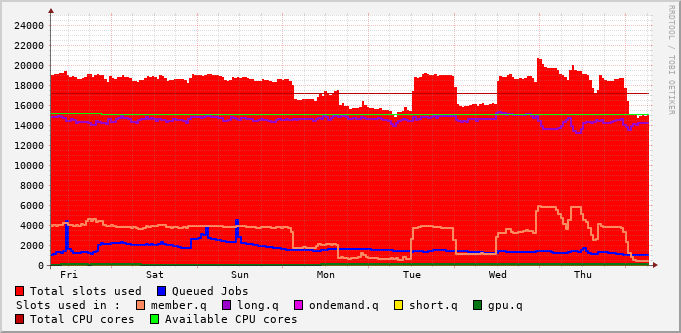 RRDTOOL / TOBI OETIKER
24000
22000
20000
18000
16000
14000
12000
10000
8000
6000
4000
2000
0
Fri Sat Sun Mon Tue Wed Thu
Total slots used Queued Jobs
Slots used in : member.q long.q ondemand.q short.q gpu.q
Total CPU cores Available CPU cores